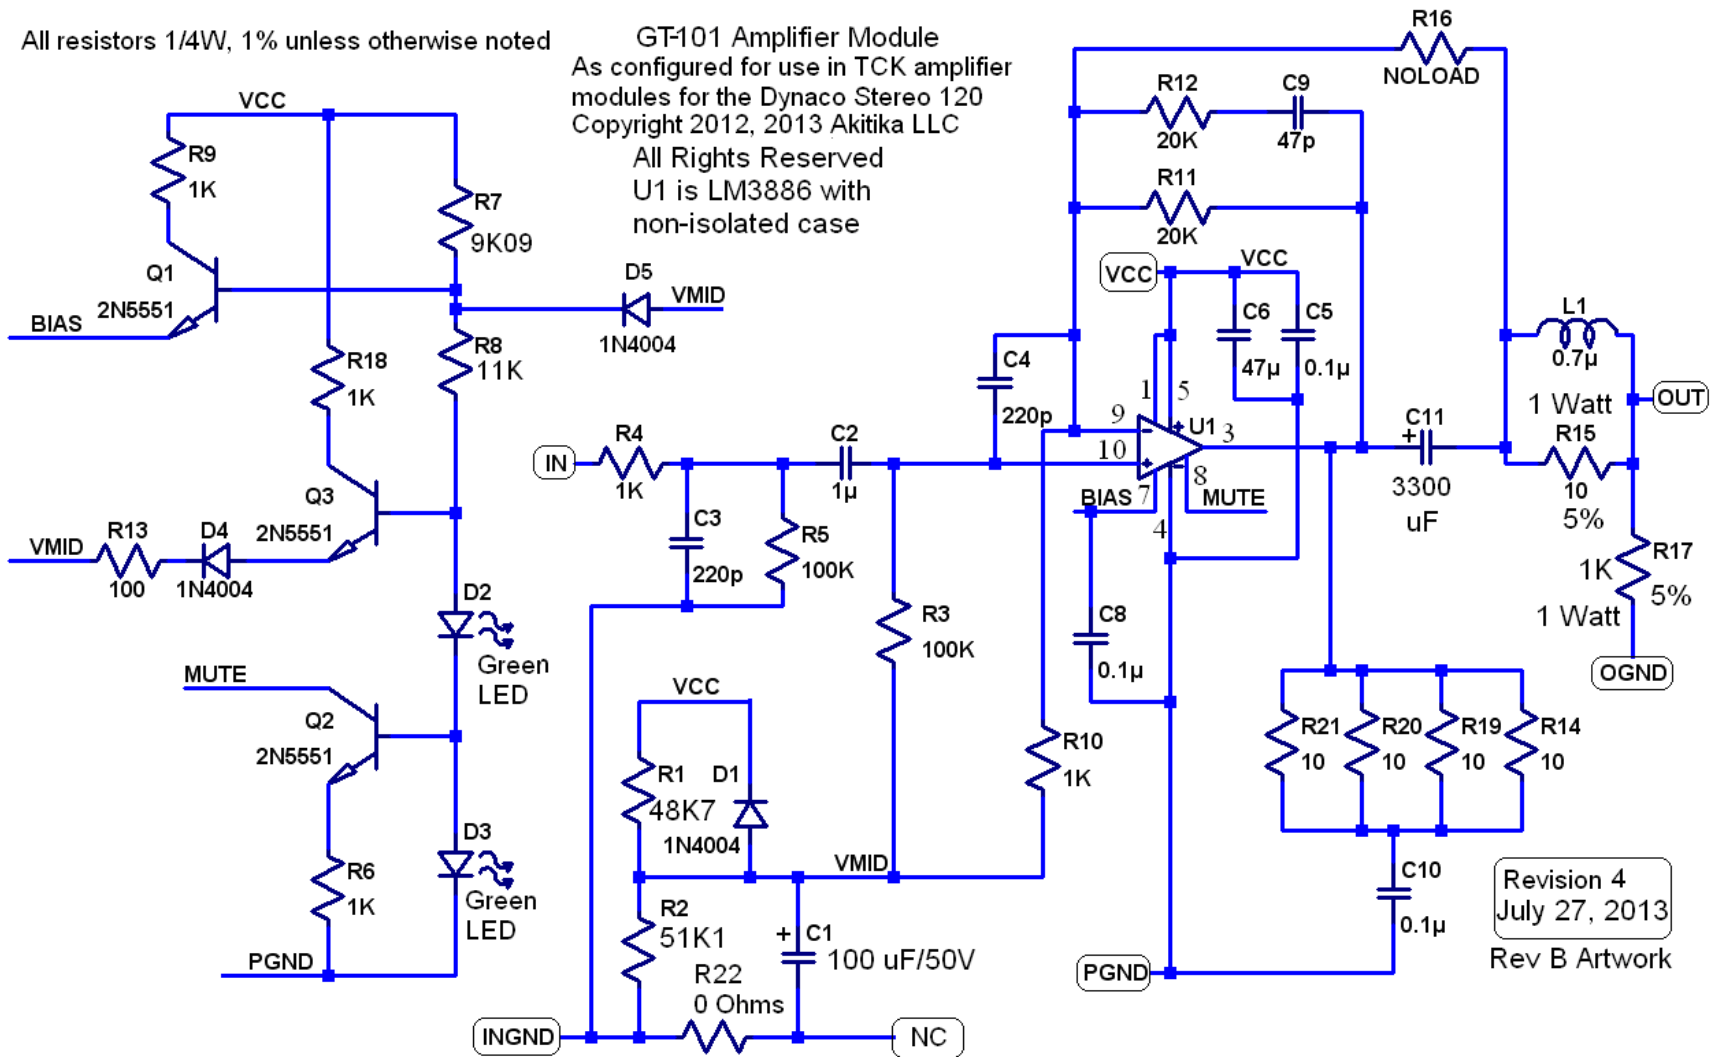 All resistors 1/4W, 1% unless otherwise noted
GT-101 Amplifier Module
As configured for use in TCK amplifier
modules for the Dynaco Stereo 120
Copyright 2012, 2013 Akitika LLC
All Rights Reserved
U1 is LM3886 with
non-isolated case
VCC
R9
1K
R7
9K09
Q1
2N5551
BIAS
D5
VMID
1N4004
R8
11K
R18
1K
Q3
2N5551
VMID
R13
100
D4
1N4004
D2
Green
LED
MUTE
Q2
2N5551
D3
Green
LED
R6
1K
PGND
IN
R4
1K
C3
220p
R5
100K
C2
1µ
R3
100K
C4
220p
VCC
R1
48K7
D1
1N4004
VMID
R10
1K
R2
51K1
C1
+
100 uF/50V
R22
0 Ohms
INGND
NC
R16
NOLOAD
R12
20K
C9
47p
R11
20K
VCC
VCC
C6
47µ
C5
0.1µ
1
5
9
10
U1
3
7
8
4
+
-
-
+
BIAS
MUTE
C8
0.1µ
PGND
C11
+
3300
uF
L1
0.7µ
1 Watt
R15
10
5%
OUT
R17
1K
5%
1 Watt
OGND
R21
10
R20
10
R19
10
R14
10
C10
0.1µ
Revision 4
July 27, 2013
Rev B Artwork